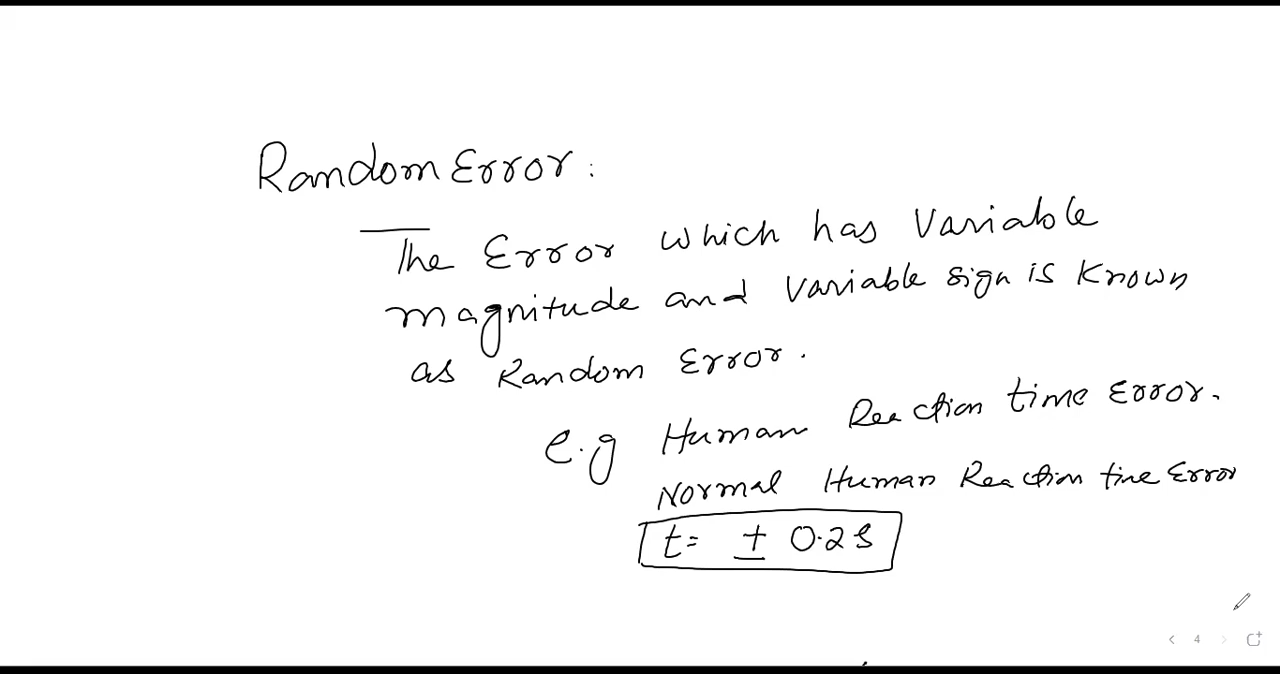 Random Error:
The Error which has Variable
magnitude and Variable sign is Known
as Random Error.
e.g Human Reaction time Error.
Normal Human Reaction time Error
t= ± 0.2s
4